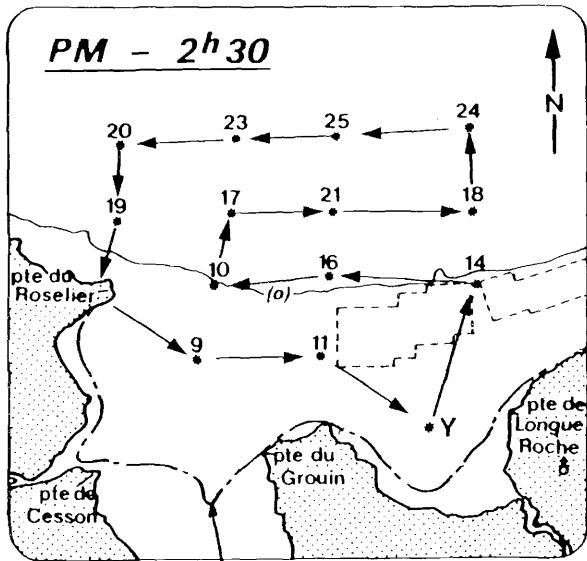 PM - 2h30
N
20
23
25
24
19
17
21
18
10
16
14
pte du
Roselier
(o)
9
11
Y
pte du
Grouin
pte de
Longue
Roche
pte de
Cesson